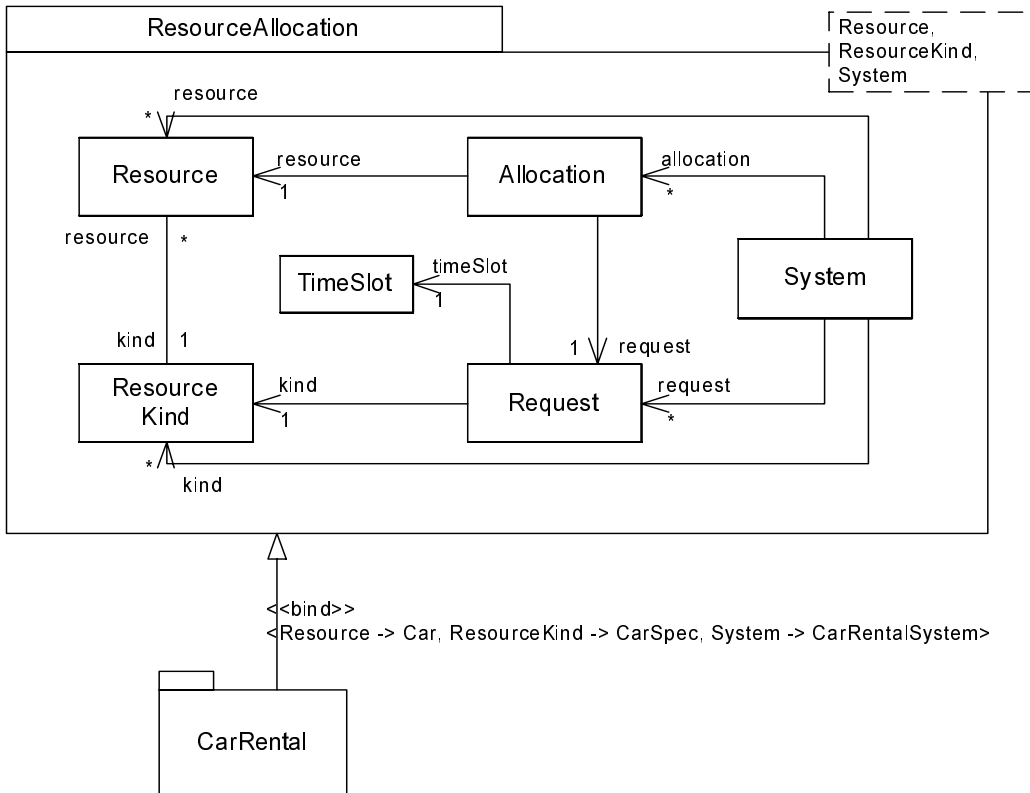 ResourceAllocation
Resource,
ResourceKind,
System
resource
*
Resource
resource
1
Allocation
allocation
*
resource
*
TimeSlot
timeSlot
1
System
kind
1
1
request
Resource
Kind
kind
1
Request
request
*
*
kind
<<bind>>
<Resource -> Car, ResourceKind -> CarSpec, System -> CarRentalSystem>
CarRental